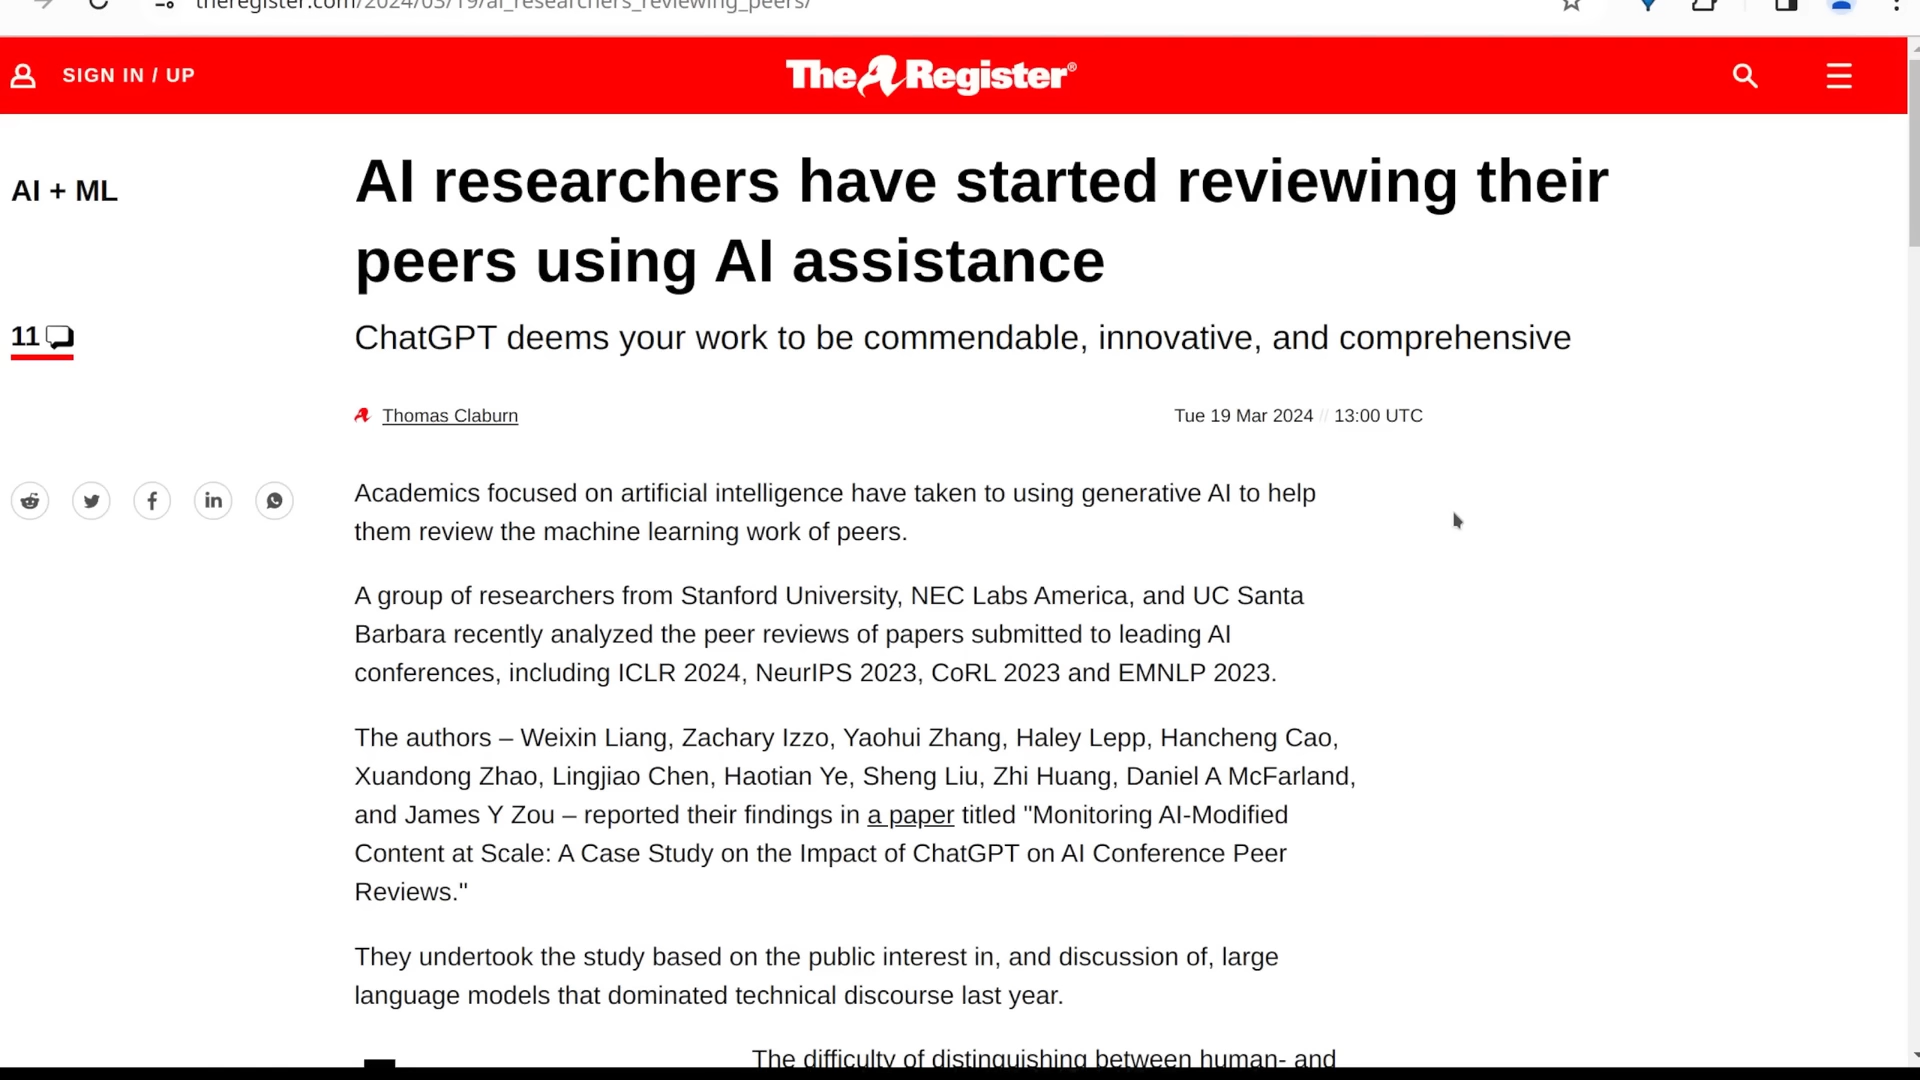 theregister.com/2024/03/19/ai_researchers_reviewing_peers/
SIGN IN / UP
The Register®
AI + ML
AI researchers have started reviewing their
peers using AI assistance
11
ChatGPT deems your work to be commendable, innovative, and comprehensive
Thomas Claburn
Tue 19 Mar 2024 // 13:00 UTC
Academics focused on artificial intelligence have taken to using generative AI to help
them review the machine learning work of peers.
A group of researchers from Stanford University, NEC Labs America, and UC Santa
Barbara recently analyzed the peer reviews of papers submitted to leading AI
conferences, including ICLR 2024, NeurIPS 2023, CoRL 2023 and EMNLP 2023.
The authors – Weixin Liang, Zachary Izzo, Yaohui Zhang, Haley Lepp, Hancheng Cao,
Xuandong Zhao, Lingjiao Chen, Haotian Ye, Sheng Liu, Zhi Huang, Daniel A McFarland,
and James Y Zou – reported their findings in a paper titled "Monitoring AI-Modified
Content at Scale: A Case Study on the Impact of ChatGPT on AI Conference Peer
Reviews."
They undertook the study based on the public interest in, and discussion of, large
language models that dominated technical discourse last year.
The difficulty of distinguishing between human- and